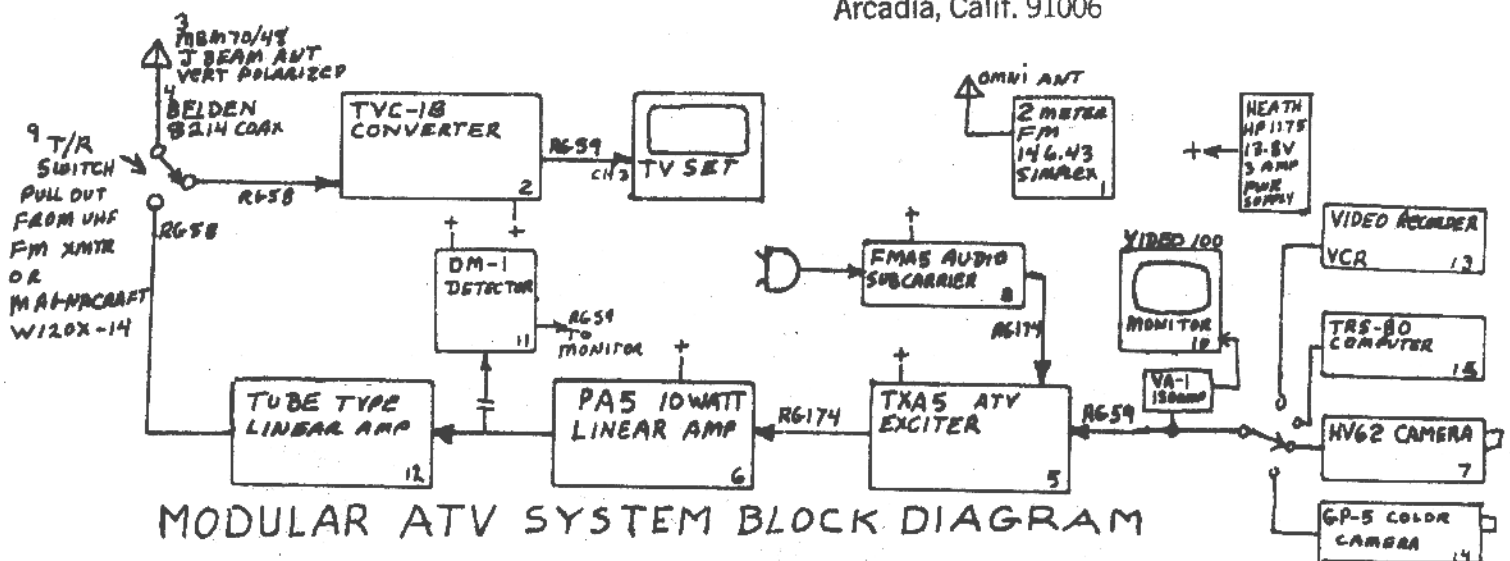 Arcadia, Calif. 91006
3
MBM70/48
J BEAM ANT
VERT POLARIZED
4
BELDEN
8214 COAX
9 T/R
SWITCH
PULL OUT
FROM UHF
FM XMTR
OR
MAGNACRAFT
W120X-14
RG58
RG58
TVC-1B
CONVERTER
2
+
RG59
CH 3
TV SET
OMNI ANT
2 METER
FM
146.43
SIMPLEX
1
+
HEATH
HP1175
13.8V
3 AMP
PWR
SUPPLY
+
DM-1
DETECTOR
11
RG59
TO
MONITOR
+
FMA5 AUDIO
SUBCARRIER
8
RG174
VIDEO 100
MONITOR
10
VIDEO RECORDER
VCR
13
TRS-80
COMPUTER
15
HV62 CAMERA
7
GP-5 COLOR
CAMERA
14
VA-1
RG59
+
TXA5 ATV
EXCITER
5
RG174
+
PA5 10WATT
LINEAR AMP
6
TUBE TYPE
LINEAR AMP
12
MODULAR ATV SYSTEM BLOCK DIAGRAM